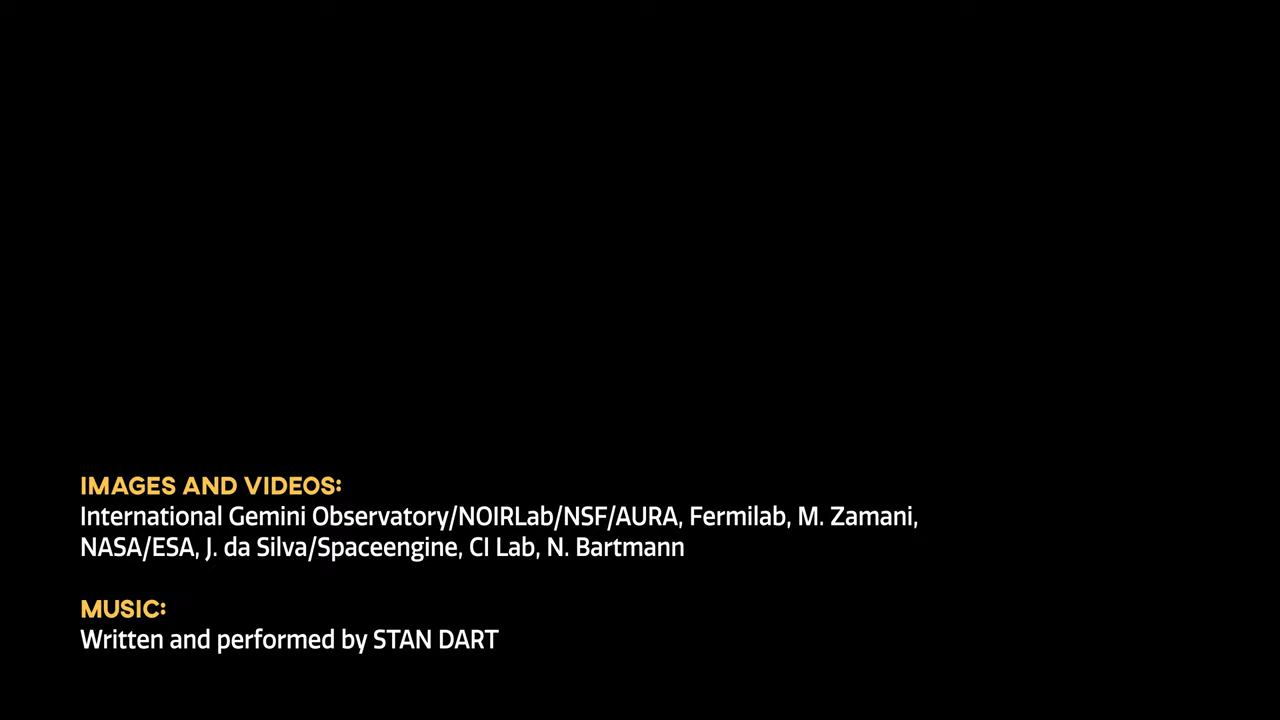 IMAGES AND VIDEOS:
International Gemini Observatory/NOIRLab/NSF/AURA, Fermilab, M. Zamani,
NASA/ESA, J. da Silva/Spaceengine, CI Lab, N. Bartmann
MUSIC:
Written and performed by STAN DART